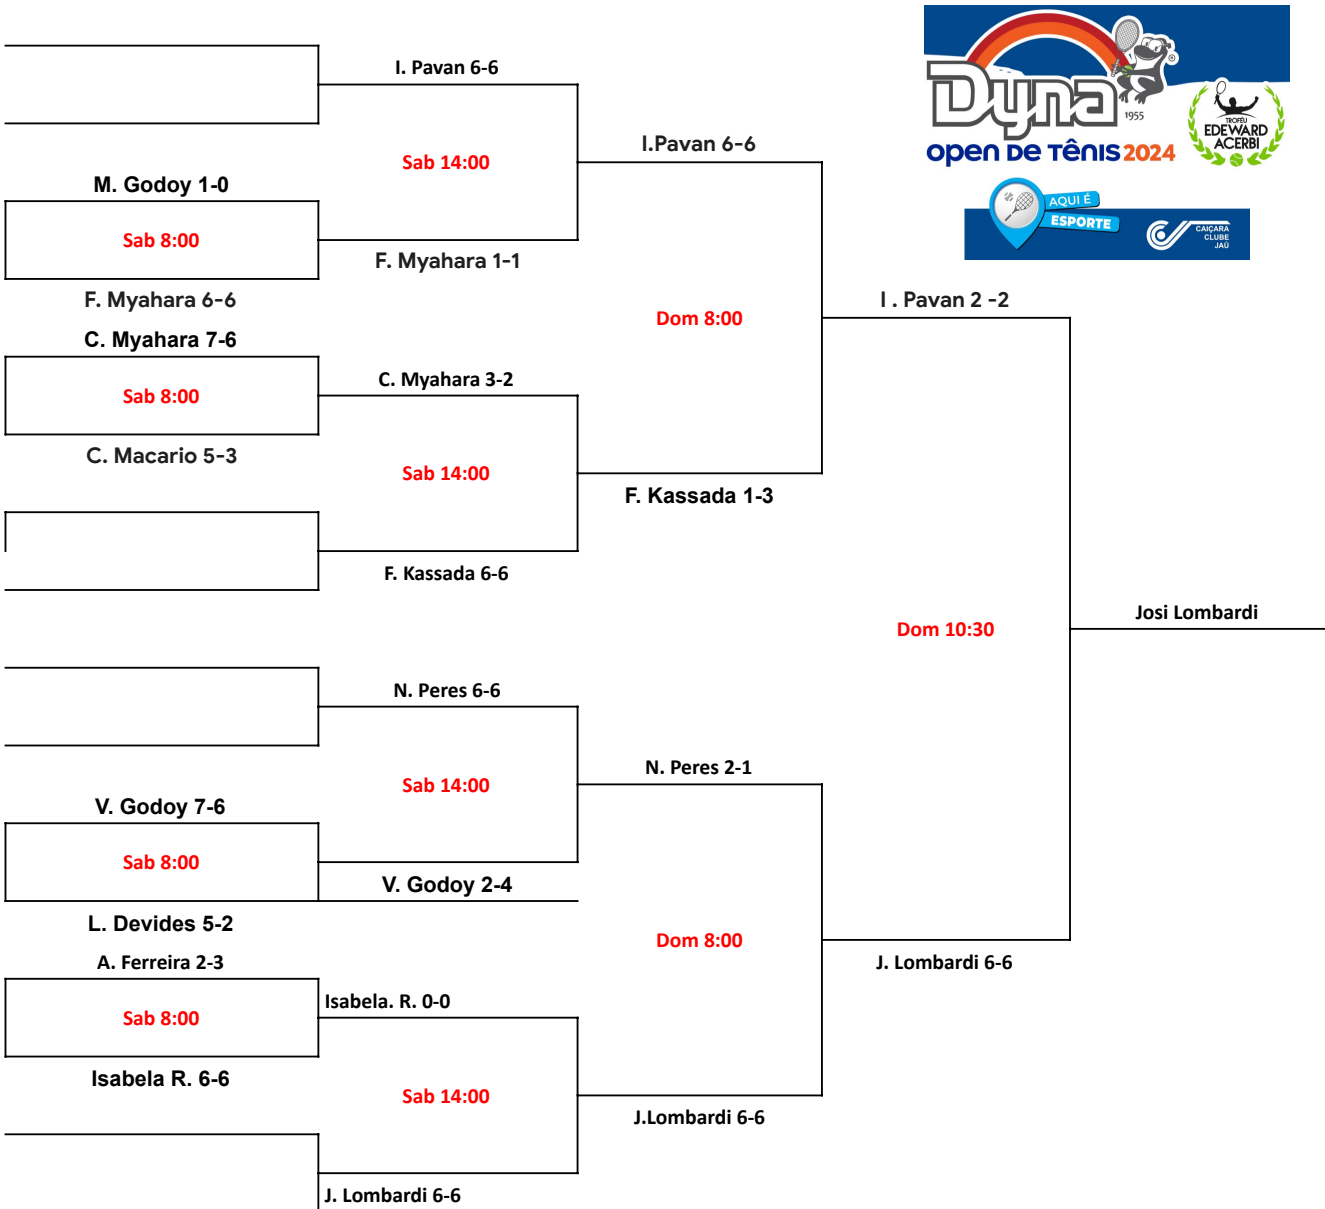 I. Pavan 6-6
Dyna
1955
®
OPEN DE TÊNIS 2024
TROFÉU
EDEWARD
ACERBI
I.Pavan 6-6
Sab 14:00
M. Godoy 1-0
AQUI É
ESPORTE
CAIÇARA
CLUBE
JAÚ
Sab 8:00
F. Myahara 1-1
F. Myahara 6-6
I . Pavan 2 -2
Dom 8:00
C. Myahara 7-6
C. Myahara 3-2
Sab 8:00
C. Macario 5-3
Sab 14:00
F. Kassada 1-3
F. Kassada 6-6
Josi Lombardi
Dom 10:30
N. Peres 6-6
N. Peres 2-1
Sab 14:00
V. Godoy 7-6
Sab 8:00
V. Godoy 2-4
L. Devides 5-2
Dom 8:00
A. Ferreira 2-3
J. Lombardi 6-6
Isabela. R. 0-0
Sab 8:00
Isabela R. 6-6
Sab 14:00
J.Lombardi 6-6
J. Lombardi 6-6